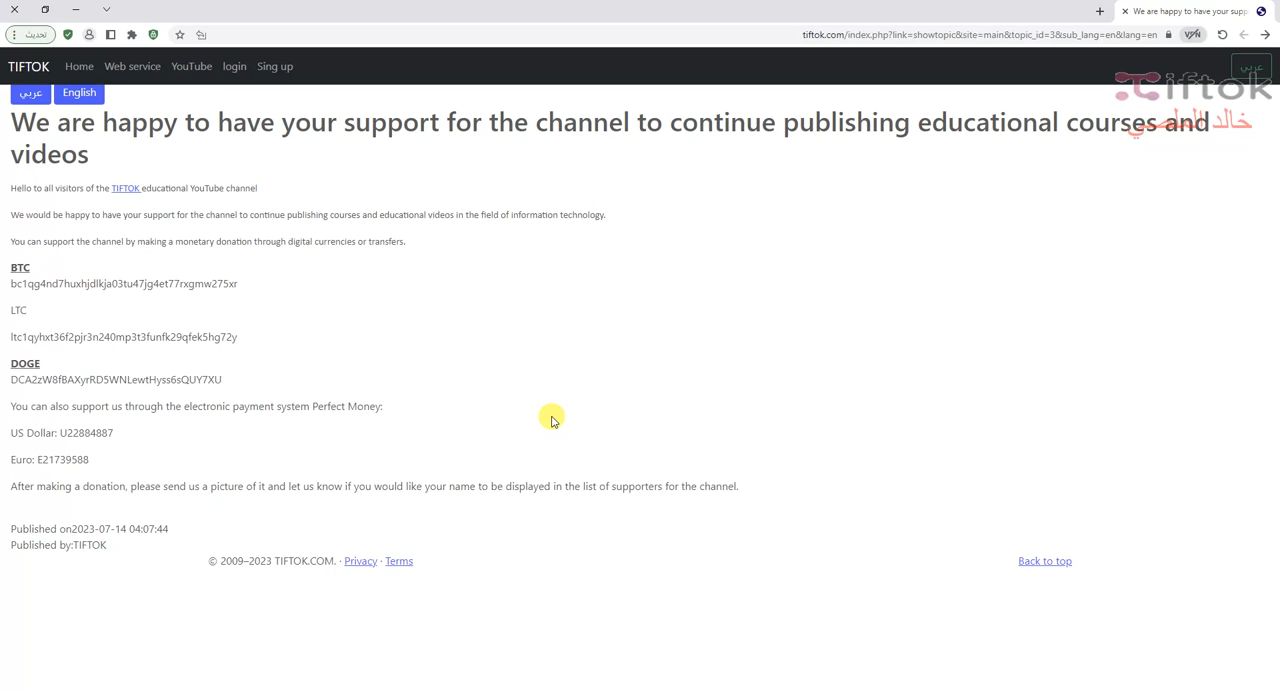 We are happy to have your supp
تحديث
tiftok.com/index.php?link=showtopic&site=main&topic_id=3&sub_lang=en&lang=en
VPN
TIFTOK Home Web service YouTube login Sing up عربي
Tiftok
خالد الملصي
عربي English
We are happy to have your support for the channel to continue publishing educational courses and
videos
Hello to all visitors of the TIFTOK educational YouTube channel
We would be happy to have your support for the channel to continue publishing courses and educational videos in the field of information technology.
You can support the channel by making a monetary donation through digital currencies or transfers.
BTC
bc1qg4nd7huxhjdlkja03tu47jg4et77rxgmw275xr
LTC
ltc1qyhxt36f2pjr3n240mp3t3funfk29qfek5hg72y
DOGE
DCA2zW8fBAXyrRD5WNLewtHyss6sQUY7XU
You can also support us through the electronic payment system Perfect Money:
US Dollar: U22884887
Euro: E21739588
After making a donation, please send us a picture of it and let us know if you would like your name to be displayed in the list of supporters for the channel.
Published on2023-07-14 04:07:44
Published by:TIFTOK
© 2009–2023 TIFTOK.COM. · Privacy · Terms Back to top